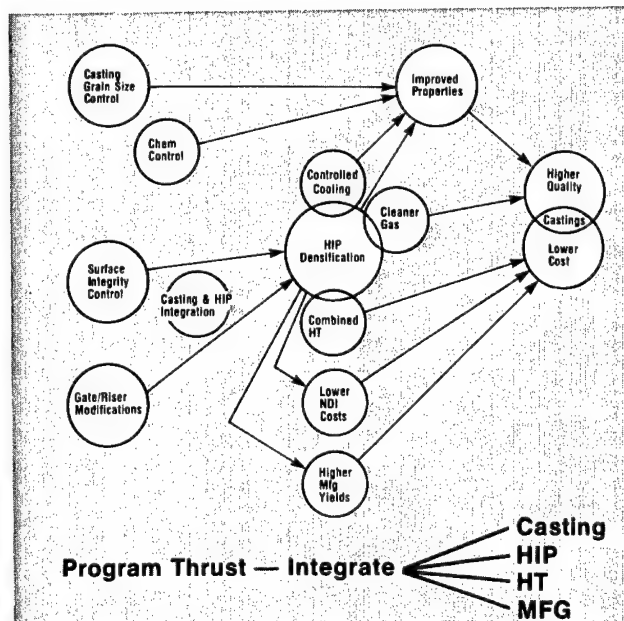 Casting
Grain Size
Control
Improved
Properties
Chem
Control
Controlled
Cooling
Higher
Quality
Cleaner
Gas
Castings
HIP
Densification
Lower
Cost
Surface
Integrity
Control
Casting & HIP
Integration
Combined
HT
Gate/Riser
Modifications
Lower
NDI
Costs
Higher
Mfg
Yields
Program Thrust — Integrate
Casting
HIP
HT
MFG